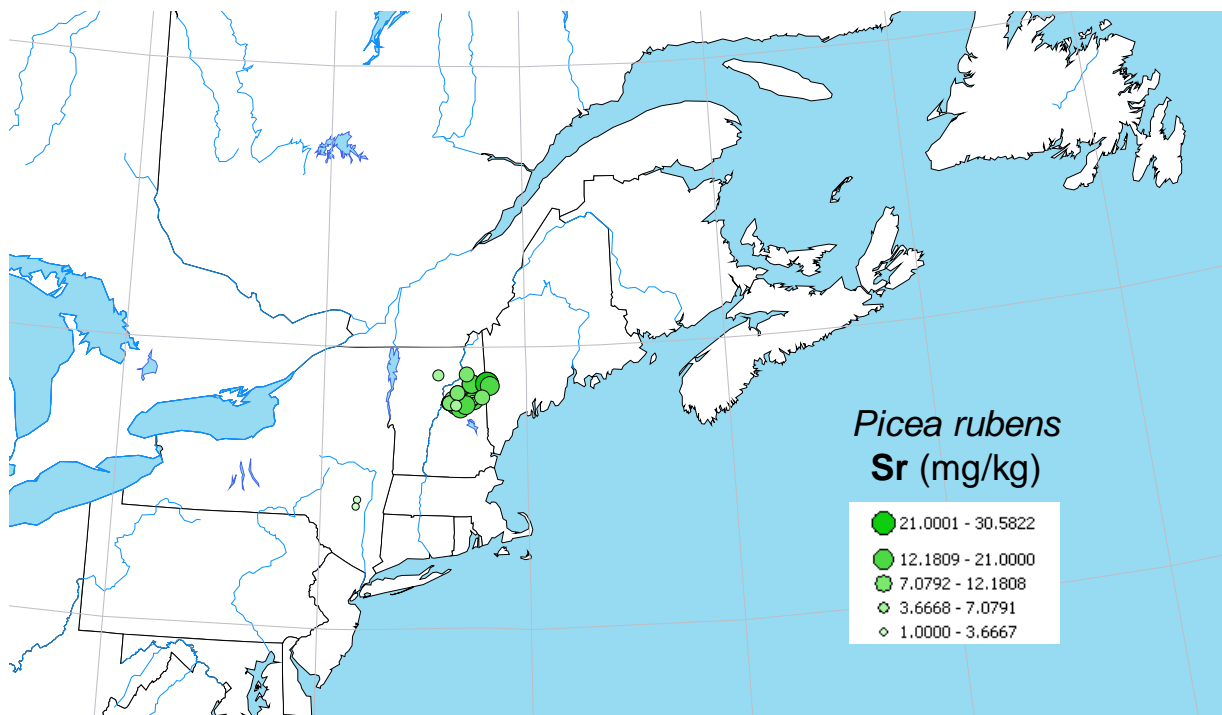 Picea rubens
Sr (mg/kg)
21.0001 - 30.5822
12.1809 - 21.0000
7.0792 - 12.1808
3.6668 - 7.0791
1.0000 - 3.6667